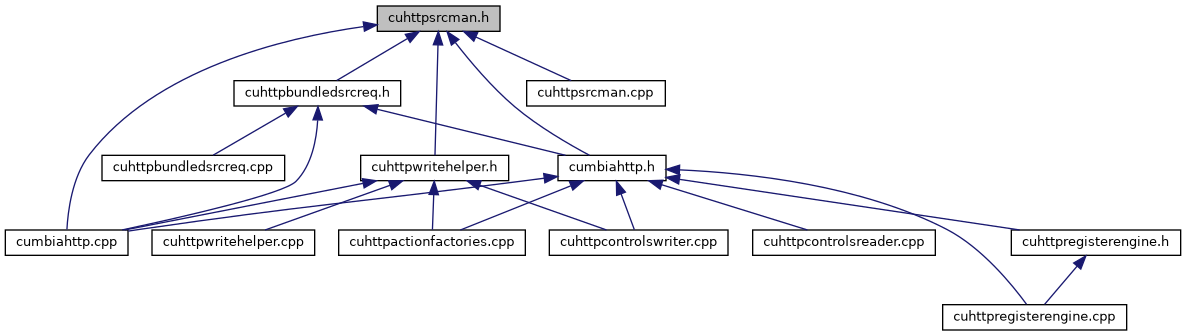 cuhttpsrcman.h
cuhttpbundledsrcreq.h
cuhttpsrcman.cpp
cuhttpbundledsrcreq.cpp
cuhttpwritehelper.h
cumbiahttp.h
cumbiahttp.cpp
cuhttpwritehelper.cpp
cuhttpactionfactories.cpp
cuhttpcontrolswriter.cpp
cuhttpcontrolsreader.cpp
cuhttpregisterengine.h
cuhttpregisterengine.cpp